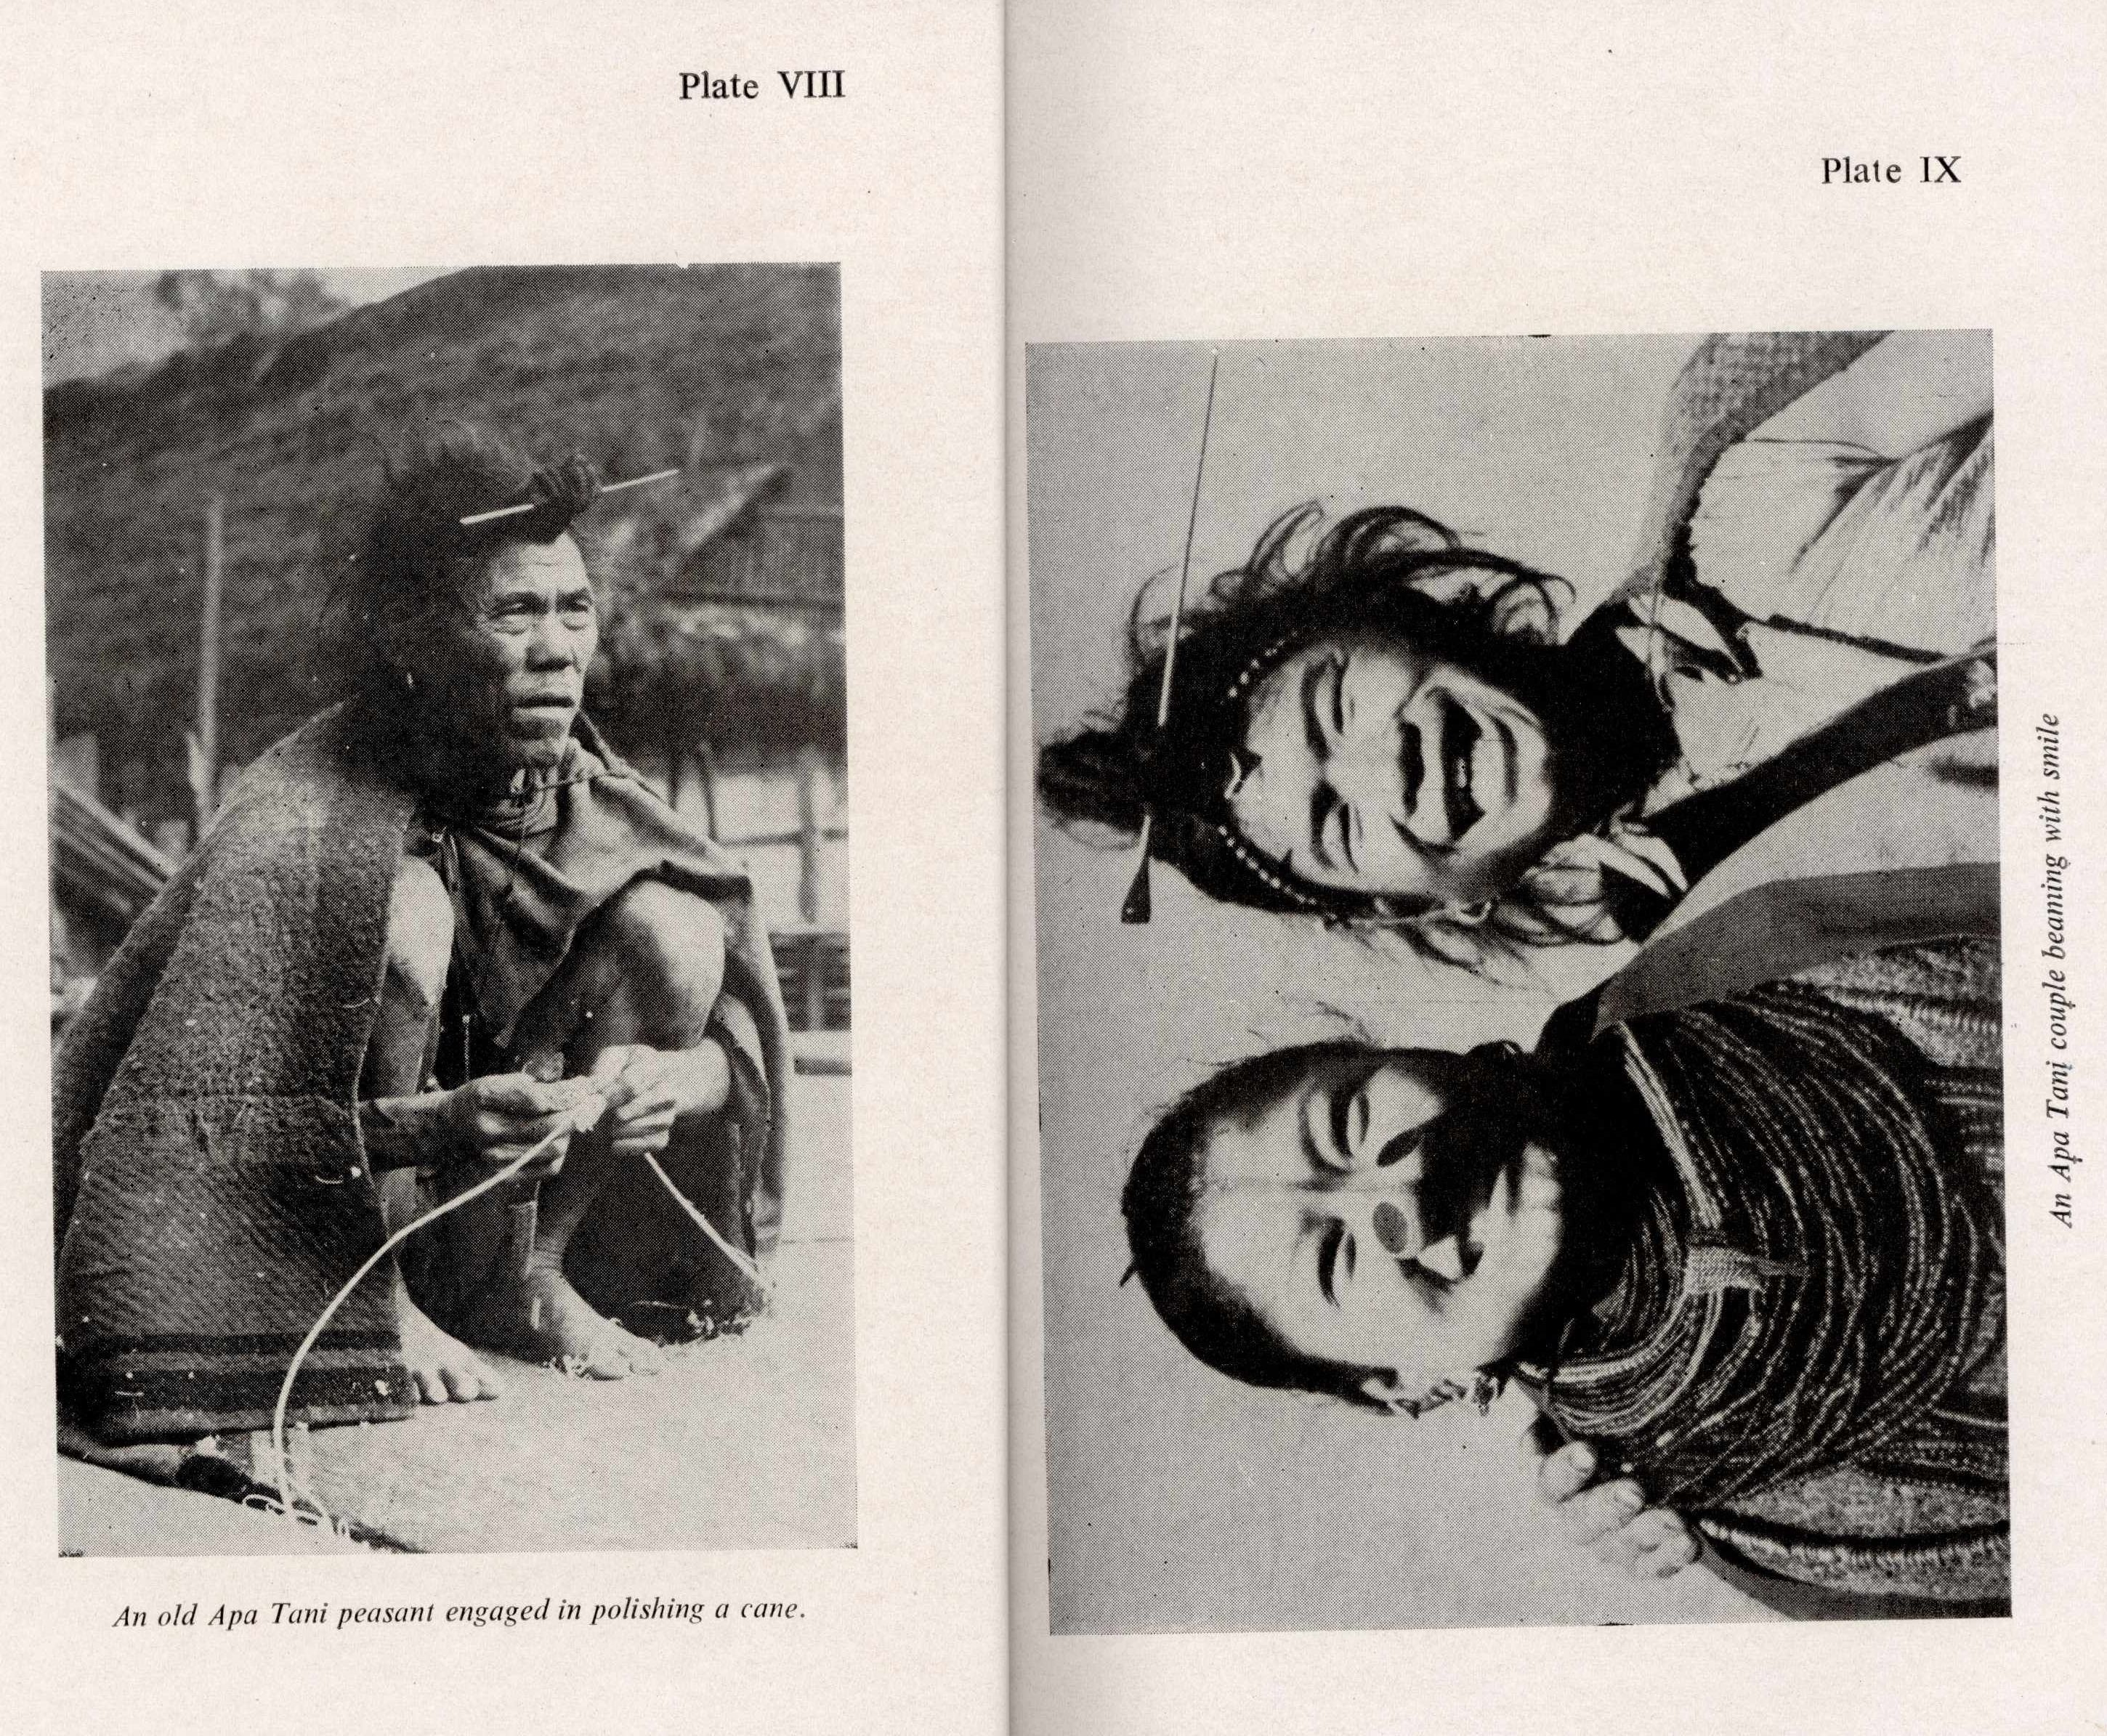 Plate VIII
An old Apa Tani peasant engaged in polishing a cane.
Plate IX
An Apa Tani couple beaming with smile